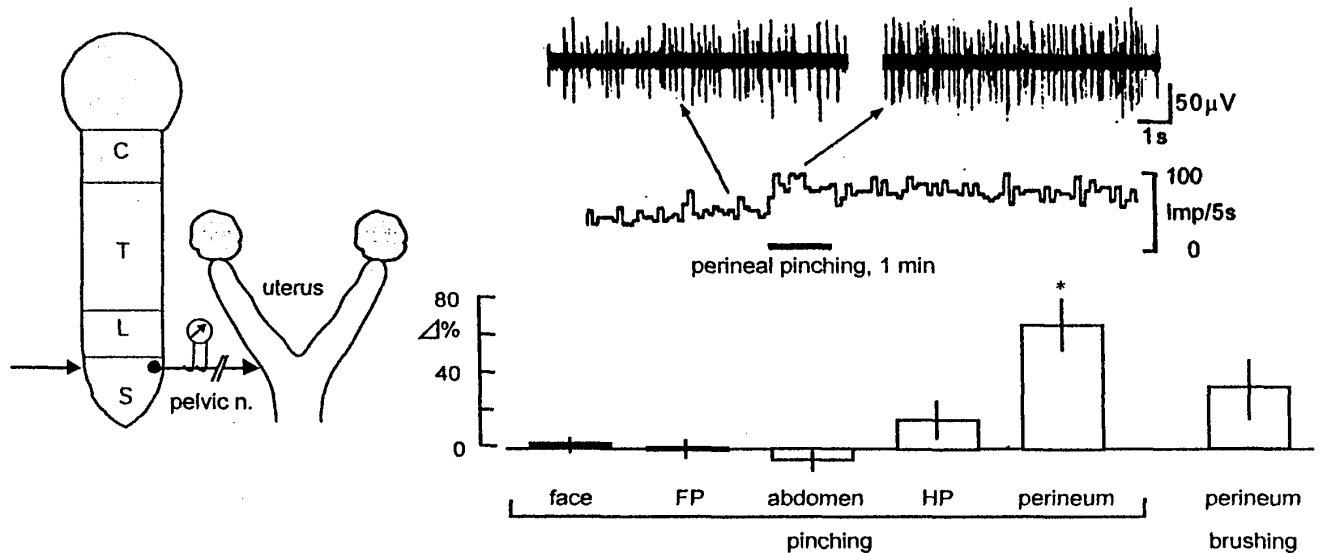 C
T
L
S
uterus
pelvic n.
50μV
1s
100
Imp/5s
0
perineal pinching, 1 min
80
⊿%
40
0
*
face FP abdomen HP perineum perineum
pinching brushing